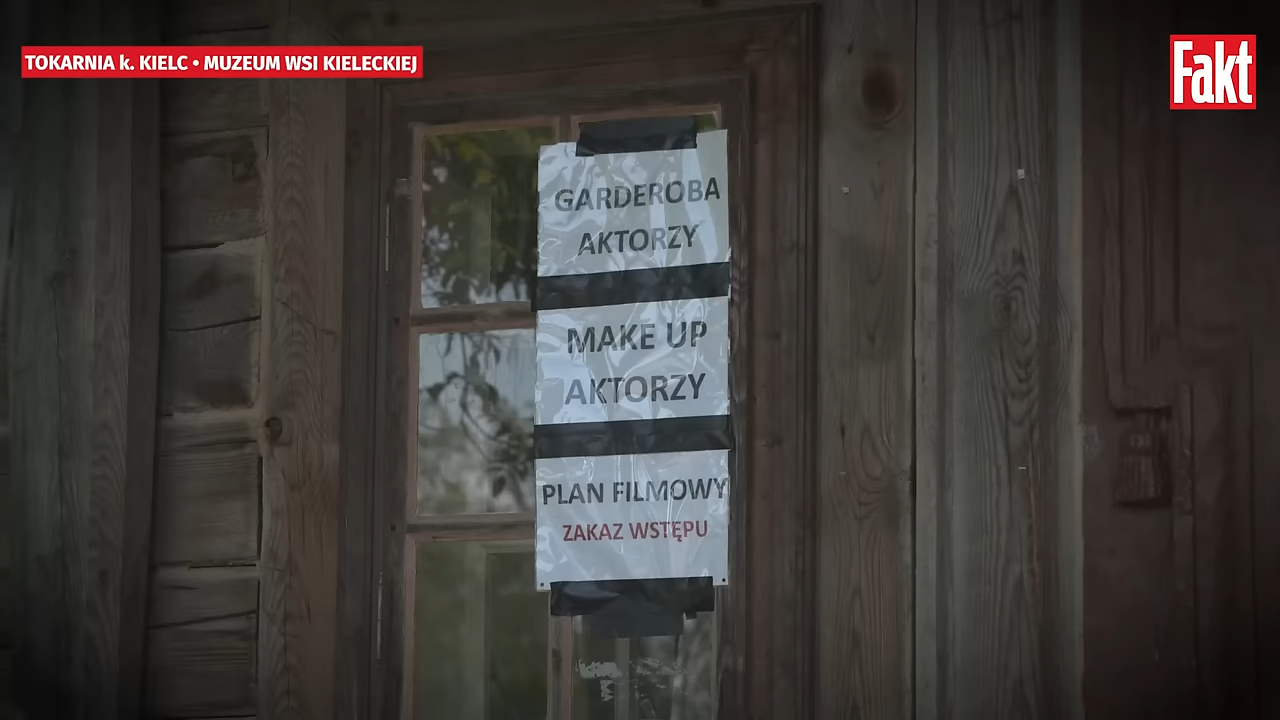 TOKARNIA k. KIELC • MUZEUM WSI KIELECKIEJ
Fakt
GARDEROBA
AKTORZY
MAKE UP
AKTORZY
PLAN FILMOWY
ZAKAZ WSTĘPU